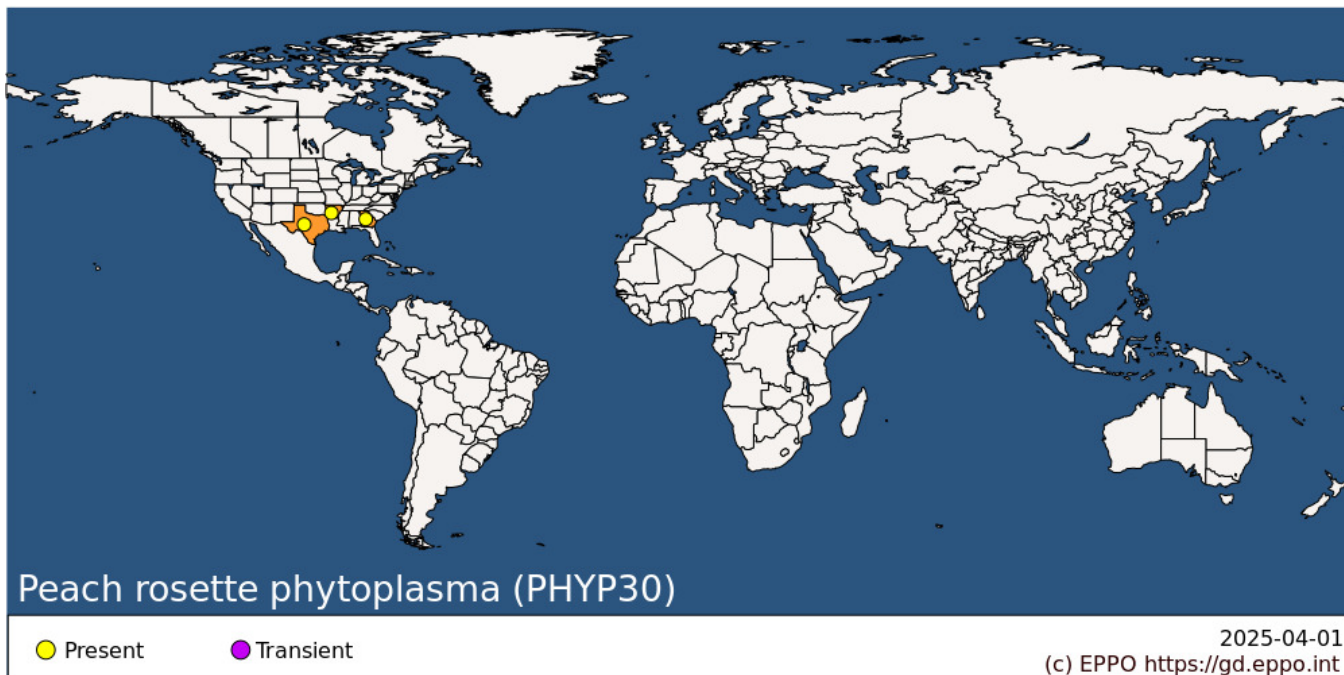 Peach rosette phytoplasma (PHYP30)
Present
Transient
2025-04-01
(c) EPPO https://gd.eppo.int